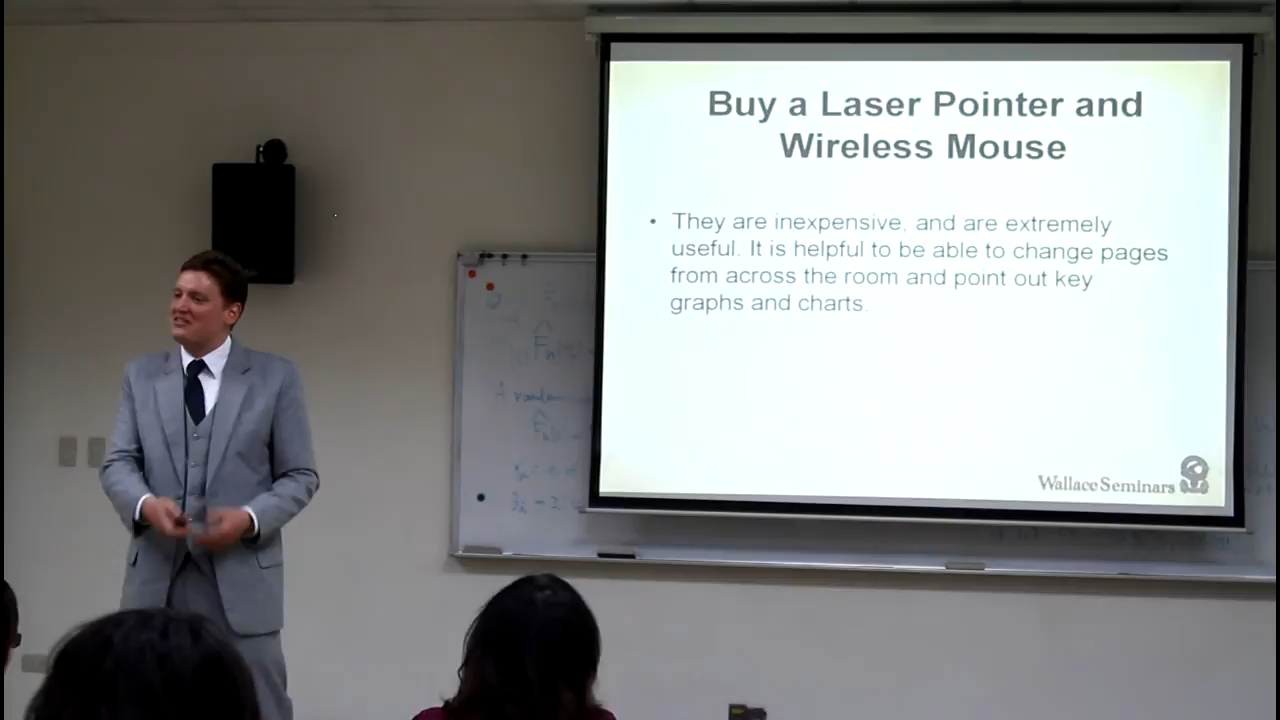 Buy a Laser Pointer and
Wireless Mouse
• They are inexpensive, and are extremely
useful. It is helpful to be able to change pages
from across the room and point out key
graphs and charts.
Wallace Seminars
A random